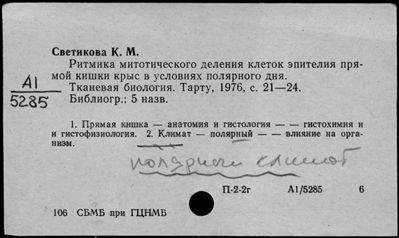 Светикова К. М.
Ритмика митотического деления клеток эпителия пря-
мой кишки крыс в условиях полярного дня.
А1
5285
Тканевая биология. Тарту, 1976, с. 21—24.
Библиогр.: 5 назв.
1. Прямая кишка — анатомия и гистология — — гистохимия и
и гистофизиология. 2. Климат — полярный — — влияние на орга-
низм.
полярный климат
П-2-2г А1/5285 6
106 СБМБ при ГЦНМБ